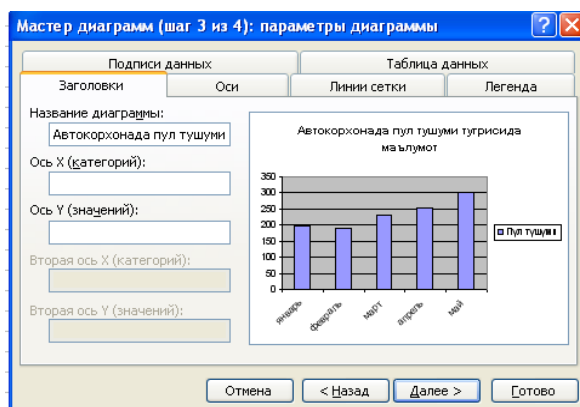 Мастер диаграмм (шаг 3 из 4): параметры диаграммы
Подписи данных
Таблица данных
Заголовки
Оси
Линии сетки
Легенда
Название диаграммы:
Автокорхонада пул тушуми
Ось X (категорий):
Ось Y (значений):
Вторая ось X (категорий):
Вторая ось Y (значений):
Автокорхонада пул тушуми тугрисида
маълумот
350
300
250
200
150
100
50
0
январь
февраль
март
апрель
май
Пул тушуми
Отмена
< Назад
Далее >
Готово